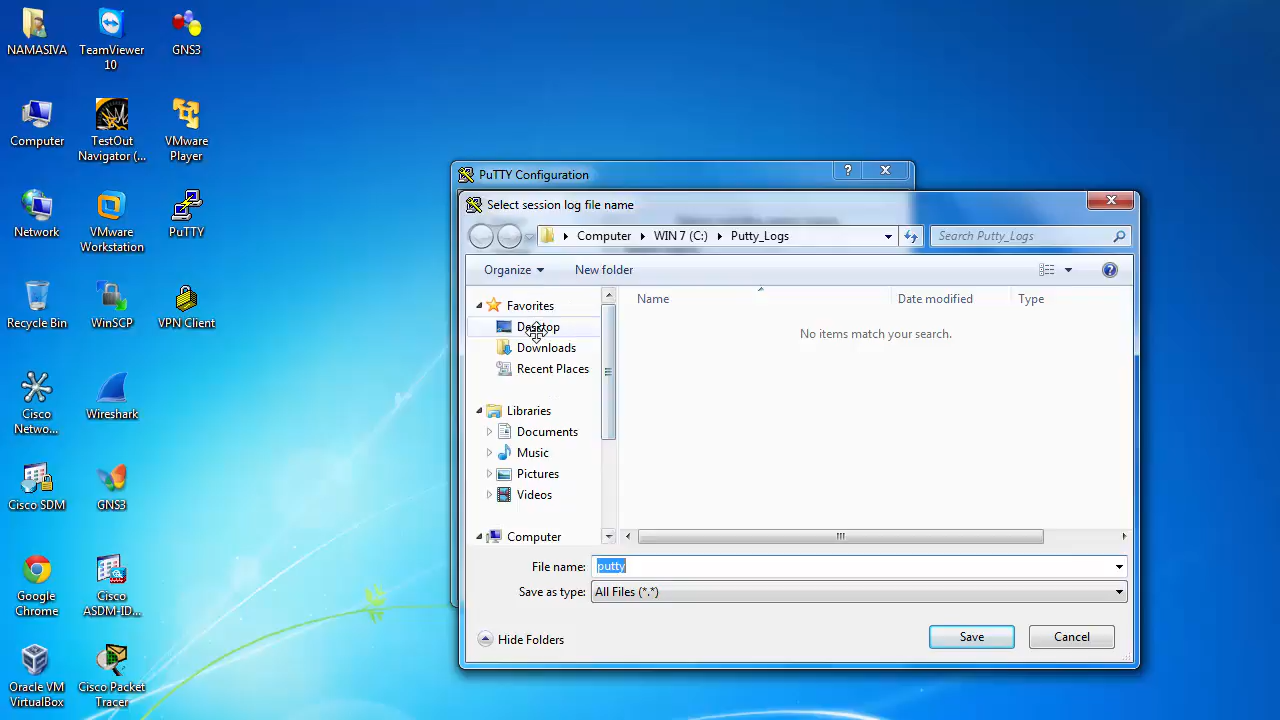 NAMASIVA
TeamViewer
10
GNS3
Computer
TestOut
Navigator (...
VMware
Player
Network
VMware
Workstation
PuTTY
Recycle Bin
WinSCP
VPN Client
Cisco
Netwo...
Wireshark
Cisco SDM
GNS3
Google
Chrome
Cisco
ASDM-ID...
Oracle VM
VirtualBox
Cisco Packet
Tracer
PuTTY Configuration
?
Select session log file name
Computer
WIN 7 (C:)
Putty_Logs
Search Putty_Logs
Organize
New folder
Favorites
Desktop
Downloads
Recent Places
Libraries
Documents
Music
Pictures
Videos
Computer
Name
Date modified
Type
No items match your search.
File name:
putty
Save as type:
All Files (*.*)
Hide Folders
Save
Cancel